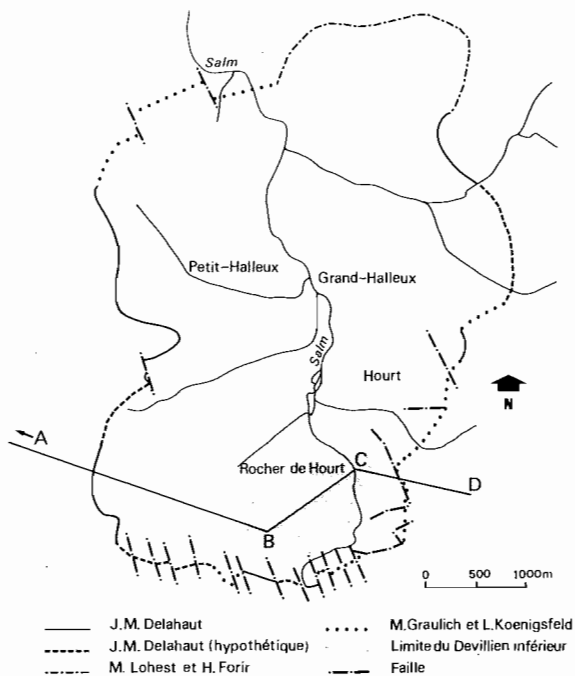 Salm
Petit-Halleux
Grand-Halleux
Salm
Hourt
N
A
Rocher de Hourt
C
D
B
0 500 1000m
J.M. Delahaut
J.M. Delahaut (hypothétique)
M. Lohest et H. Forir
M. Graulich et L. Koenigsfeld
Limite du Devillien inférieur
Faille